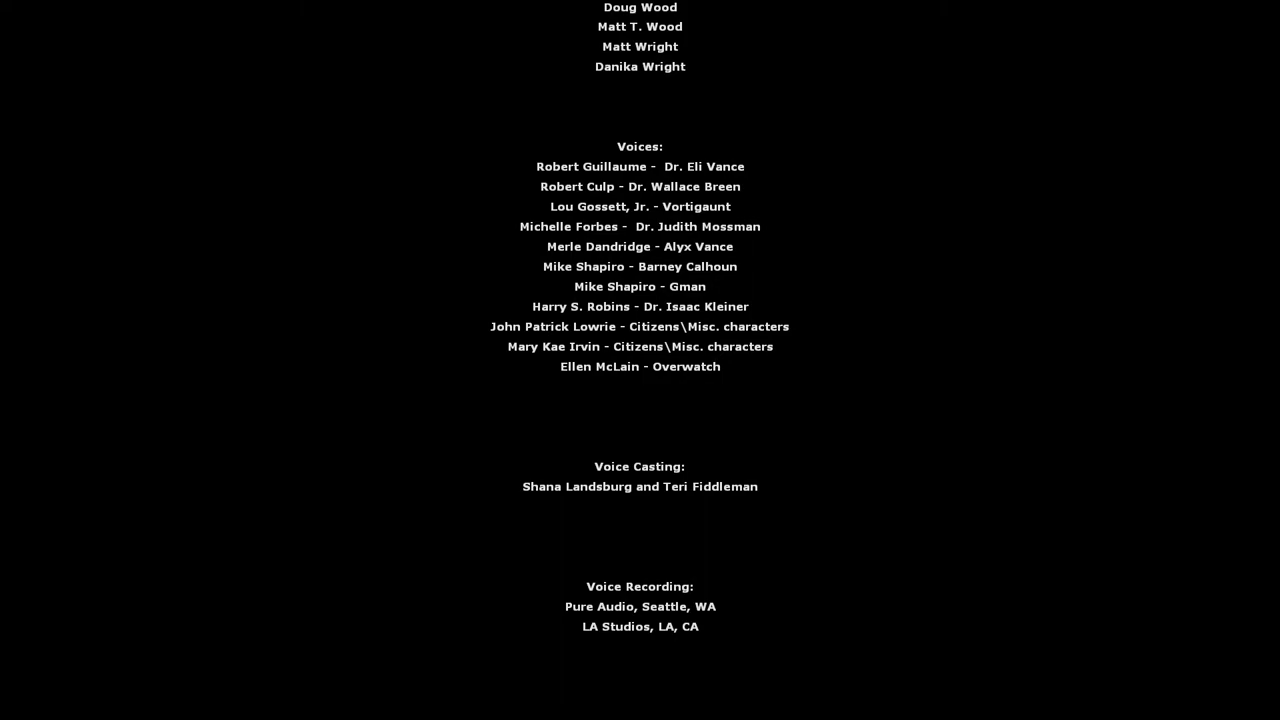 Doug Wood
Matt T. Wood
Matt Wright
Danika Wright
Voices:
Robert Guillaume -  Dr. Eli Vance
Robert Culp - Dr. Wallace Breen
Lou Gossett, Jr. - Vortigaunt
Michelle Forbes -  Dr. Judith Mossman
Merle Dandridge - Alyx Vance
Mike Shapiro - Barney Calhoun
Mike Shapiro - Gman
Harry S. Robins - Dr. Isaac Kleiner
John Patrick Lowrie - Citizens\Misc. characters
Mary Kae Irvin - Citizens\Misc. characters
Ellen McLain - Overwatch
Voice Casting:
Shana Landsburg and Teri Fiddleman
Voice Recording:
Pure Audio, Seattle, WA
LA Studios, LA, CA